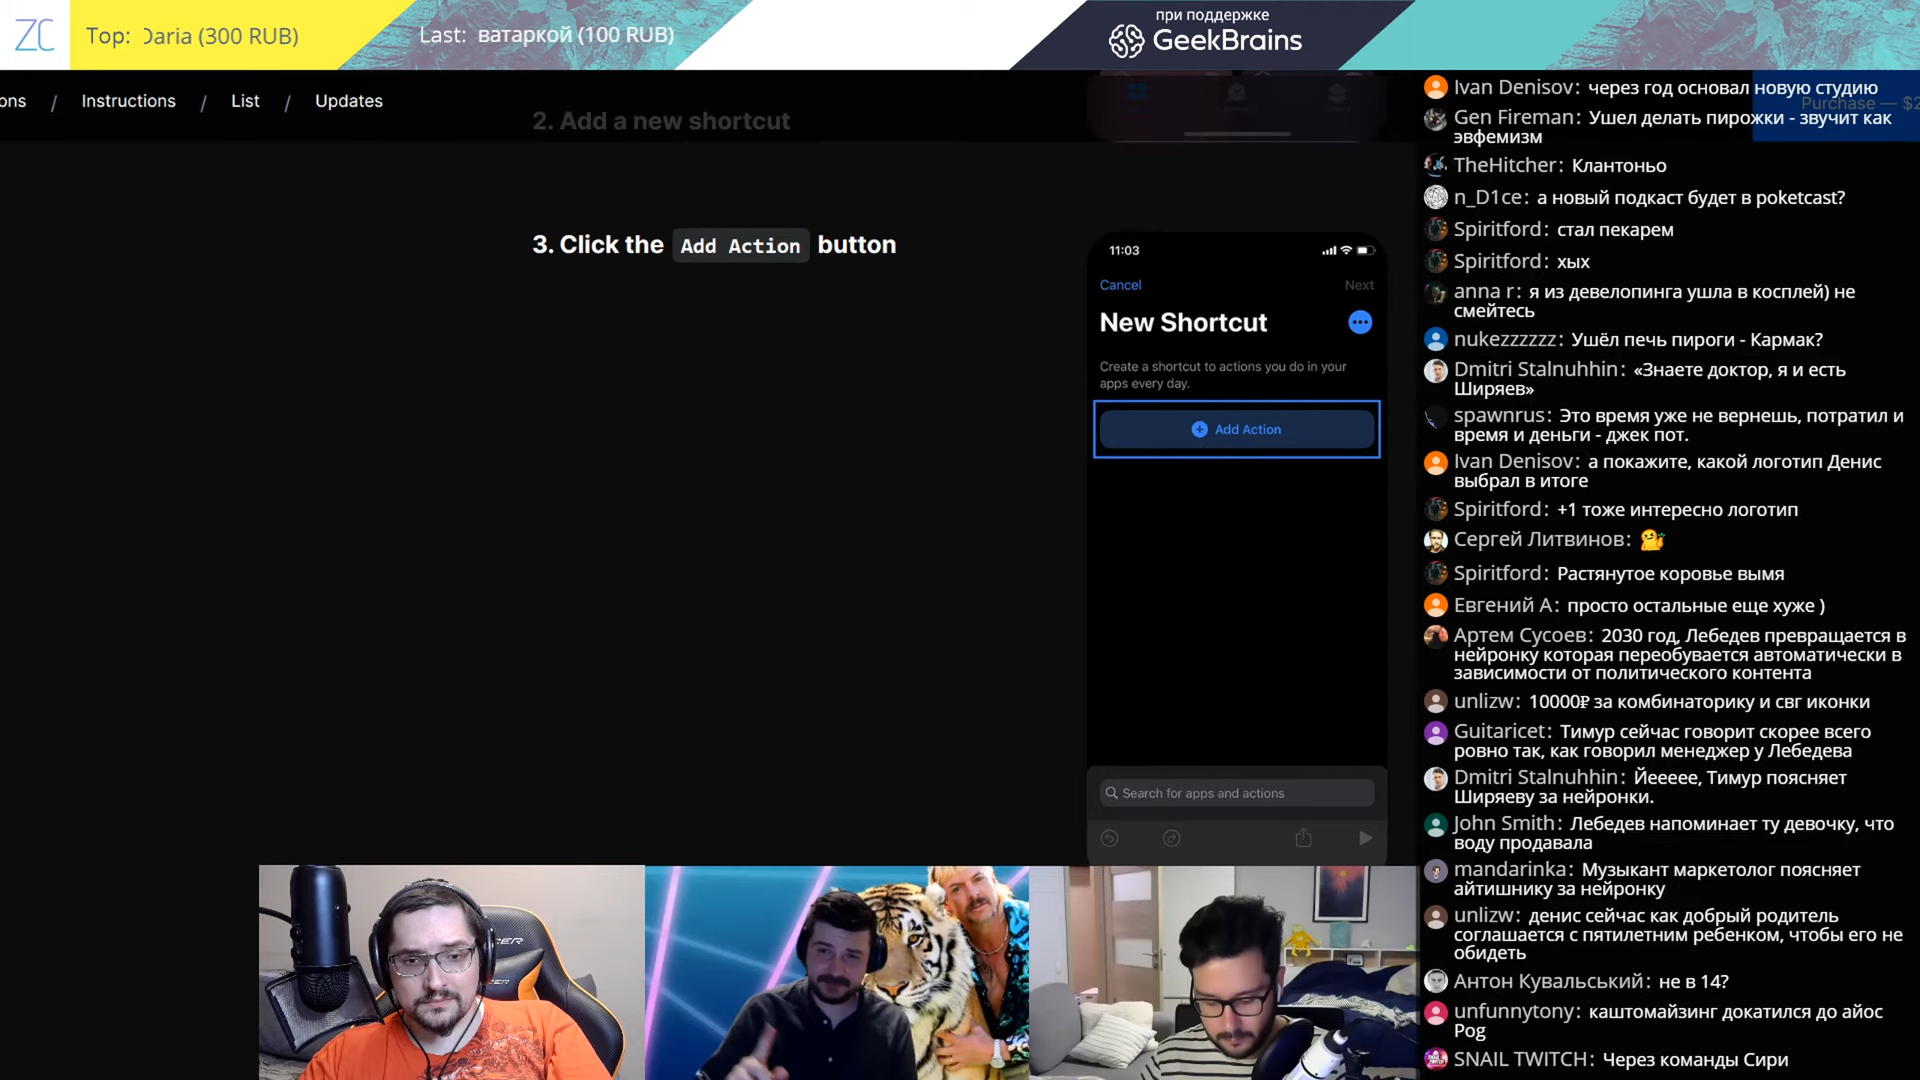 ZC
Top: Daria (300 RUB)
Last: ватаркой (100 RUB)
при поддержке
GeekBrains
ons / Instructions / List / Updates
Purchase — $2
2. Add a new shortcut
3. Click the Add Action button
11:03
Cancel
Next
New Shortcut
Create a shortcut to actions you do in your
apps every day.
Add Action
Search for apps and actions
Ivan Denisov: через год основал новую студию
Gen Fireman: Ушел делать пирожки - звучит как
эвфемизм
TheHitcher: Клантоньо
n_D1ce: а новый подкаст будет в poketcast?
Spiritford: стал пекарем
Spiritford: хых
anna r: я из девелопинга ушла в косплей) не
смейтесь
nukezzzzzz: Ушёл печь пироги - Кармак?
Dmitri Stalnuhhin: «Знаете доктор, я и есть
Ширяев»
spawnrus: Это время уже не вернешь, потратил и
время и деньги - джек пот.
Ivan Denisov: а покажите, какой логотип Денис
выбрал в итоге
Spiritford: +1 тоже интересно логотип
Сергей Литвинов:
Spiritford: Растянутое коровье вымя
Евгений А: просто остальные еще хуже )
Артем Сусоев: 2030 год, Лебедев превращается в
нейронку которая переобувается автоматически в
зависимости от политического контента
unlizw: 10000₽ за комбинаторику и свг иконки
Guitaricet: Тимур сейчас говорит скорее всего
ровно так, как говорил менеджер у Лебедева
Dmitri Stalnuhhin: Йеееее, Тимур поясняет
Ширяеву за нейронки.
John Smith: Лебедев напоминает ту девочку, что
воду продавала
mandarinka: Музыкант маркетолог поясняет
айтишнику за нейронку
unlizw: денис сейчас как добрый родитель
соглашается с пятилетним ребенком, чтобы его не
обидеть
Антон Кувальський: не в 14?
unfunnytony: каштомайзинг докатился до айос
Pog
SNAIL TWITCH: Через команды Сири